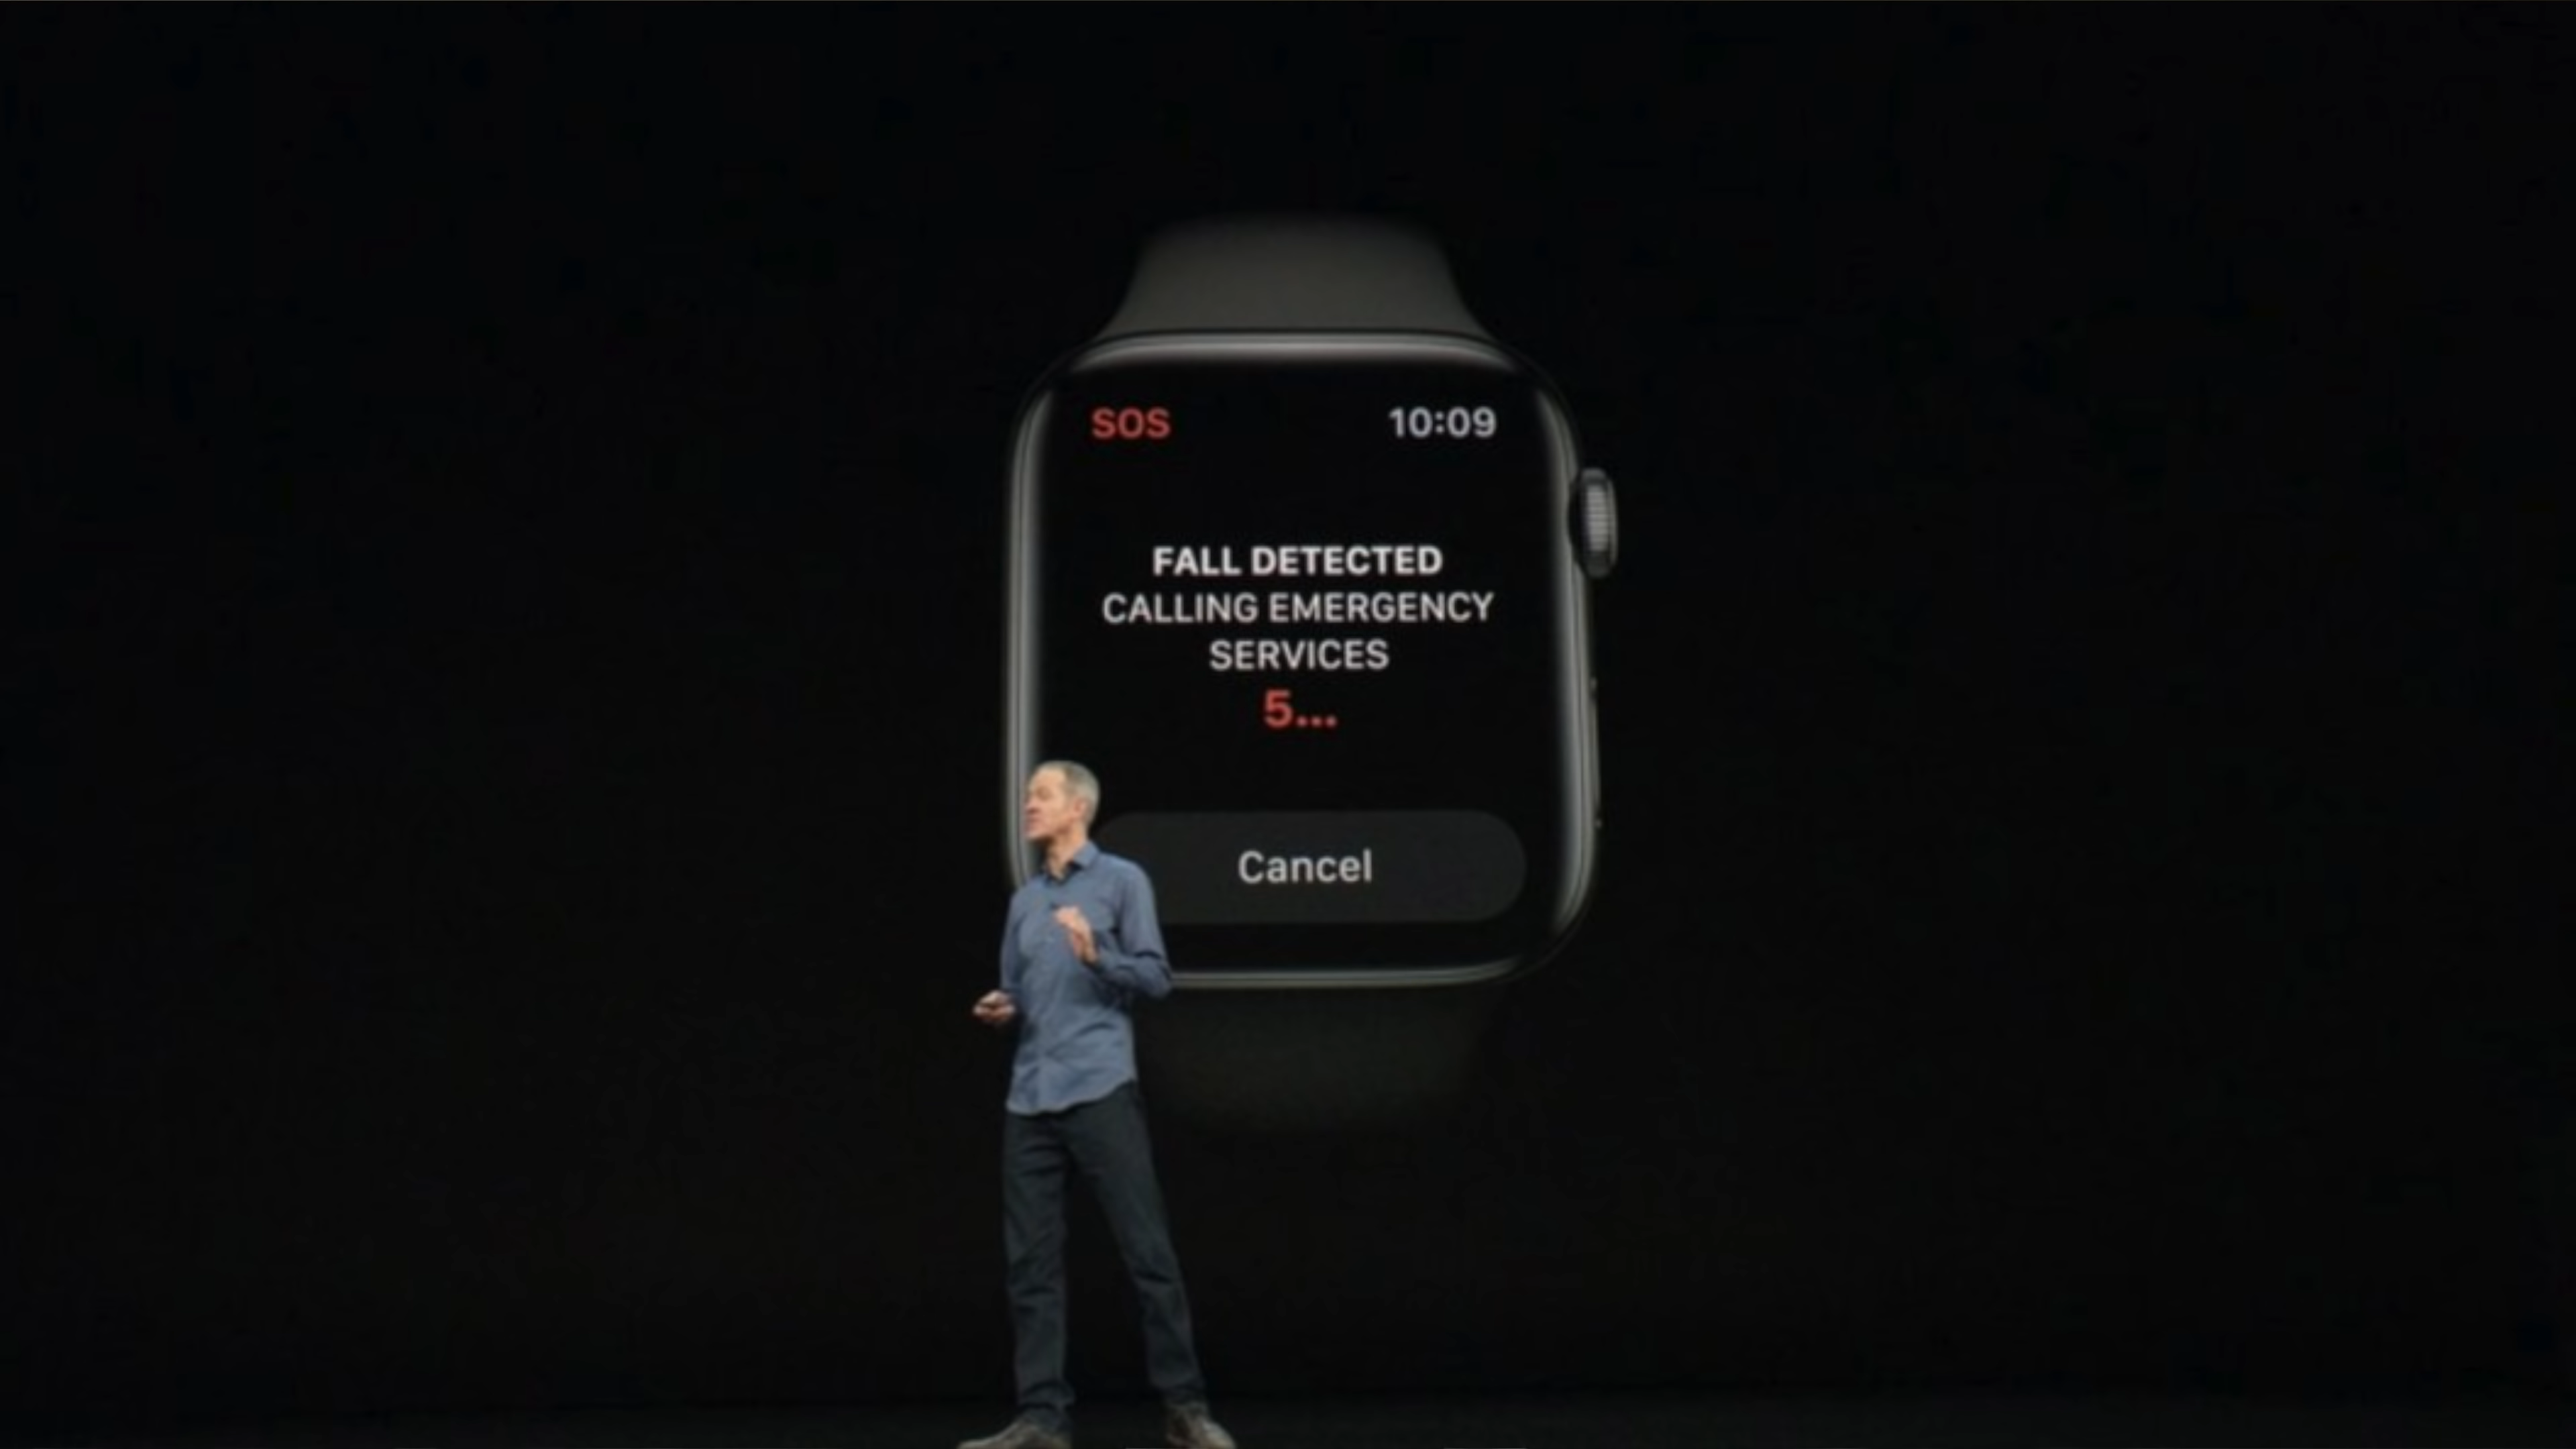 SOS 10:09
FALL DETECTED
CALLING EMERGENCY
SERVICES
5...
Cancel